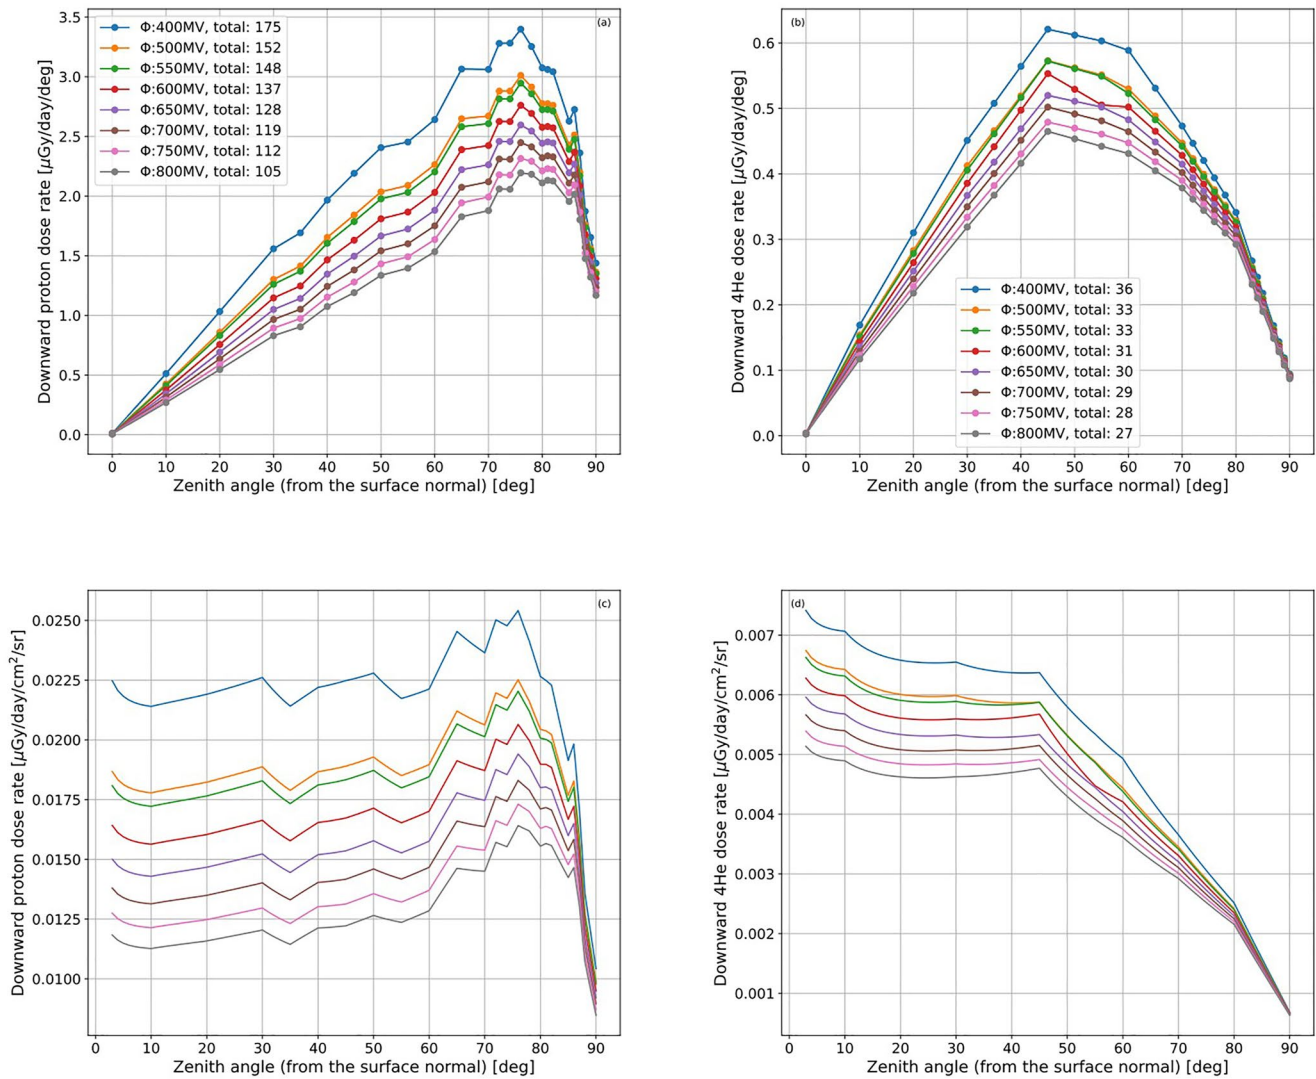 (a)
Φ:400MV, total: 175
Φ:500MV, total: 152
Φ:550MV, total: 148
Φ:600MV, total: 137
Φ:650MV, total: 128
Φ:700MV, total: 119
Φ:750MV, total: 112
Φ:800MV, total: 105
Downward proton dose rate [μGy/day/deg]
3.5
3.0
2.5
2.0
1.5
1.0
0.5
0.0
0 10 20 30 40 50 60 70 80 90
Zenith angle (from the surface normal) [deg]
(b)
Downward 4He dose rate [μGy/day/deg]
0.6
0.5
0.4
0.3
0.2
0.1
0.0
Φ:400MV, total: 36
Φ:500MV, total: 33
Φ:550MV, total: 33
Φ:600MV, total: 31
Φ:650MV, total: 30
Φ:700MV, total: 29
Φ:750MV, total: 28
Φ:800MV, total: 27
0 10 20 30 40 50 60 70 80 90
Zenith angle (from the surface normal) [deg]
(c)
Downward proton dose rate [μGy/day/cm²/sr]
0.0250
0.0225
0.0200
0.0175
0.0150
0.0125
0.0100
0 10 20 30 40 50 60 70 80 90
Zenith angle (from the surface normal) [deg]
(d)
Downward 4He dose rate [μGy/day/cm²/sr]
0.007
0.006
0.005
0.004
0.003
0.002
0.001
0 10 20 30 40 50 60 70 80 90
Zenith angle (from the surface normal) [deg]